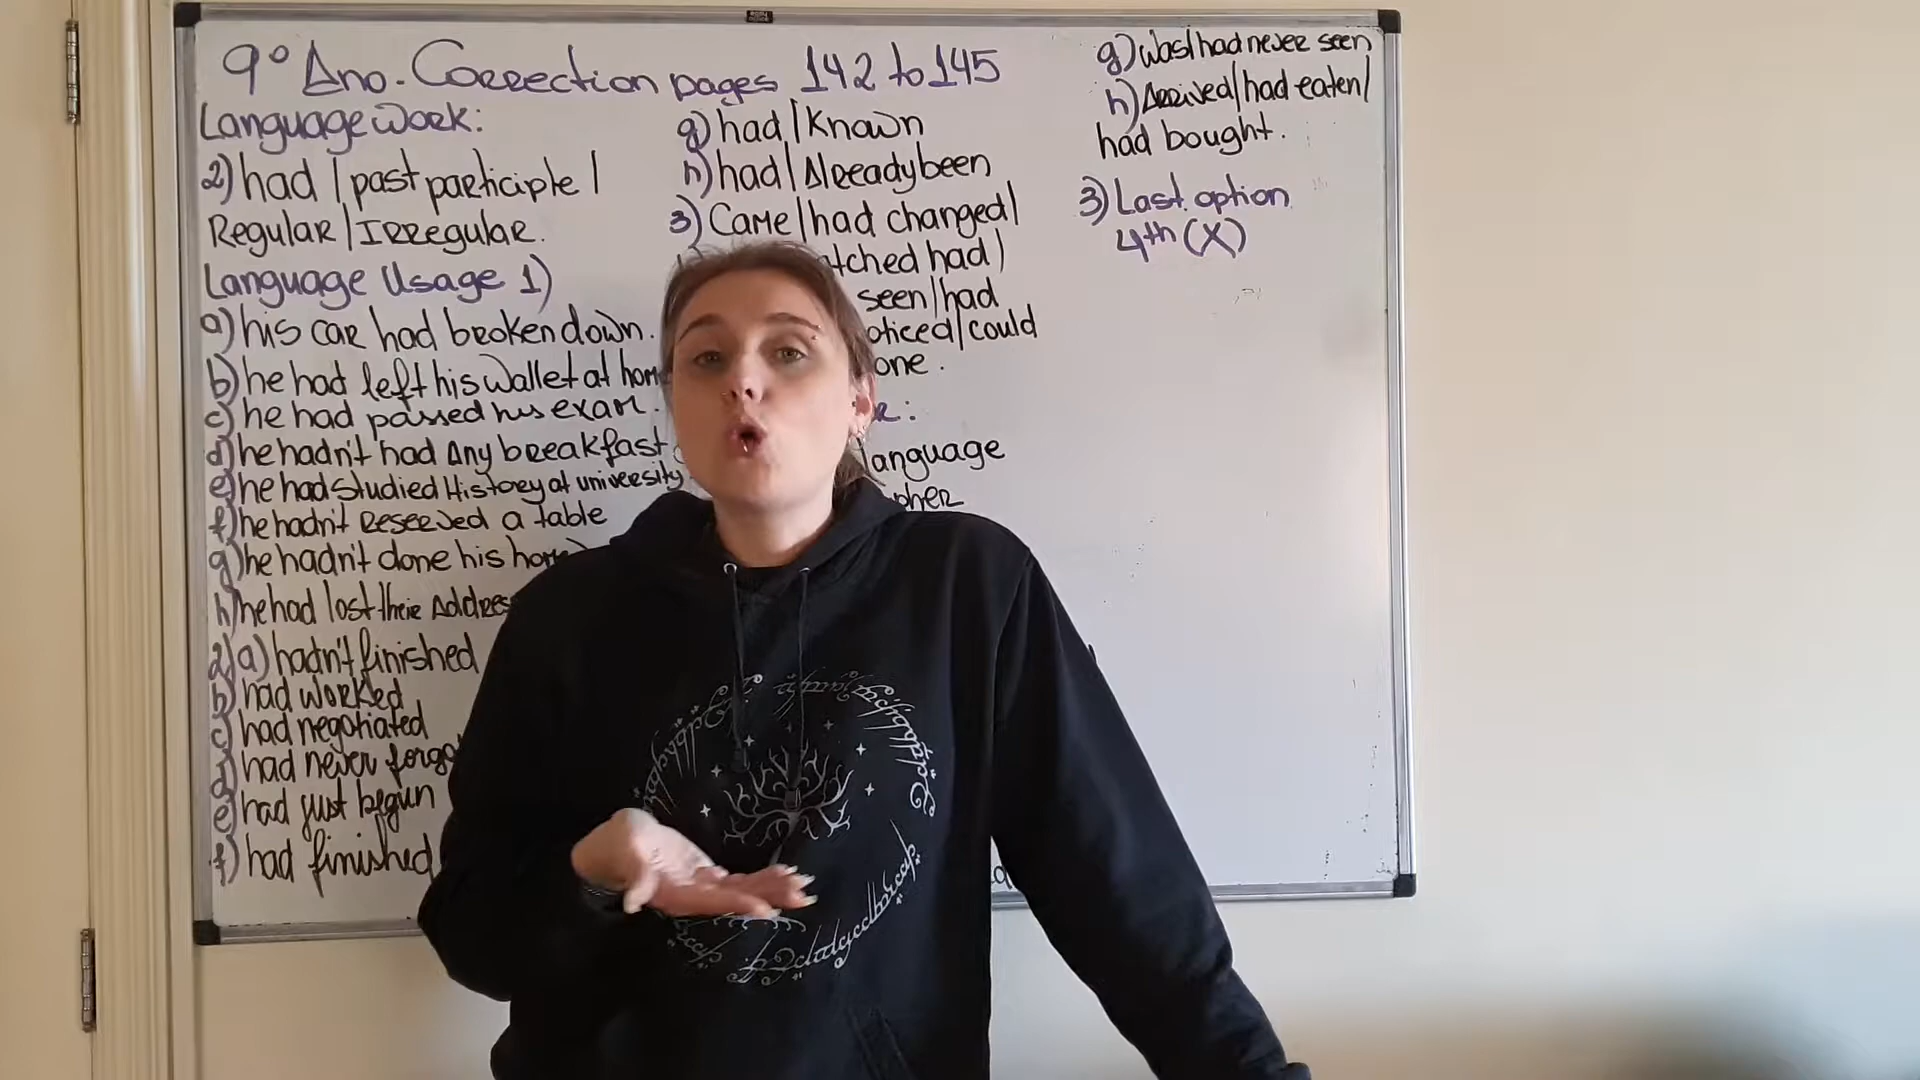 9º Ano. Correction pages 142 to 145
Language Work:
2) had / past participle /
Regular / Irregular.
Language Usage 1)
a) his car had broken down.
b) he had left his wallet at
c) he had passed his exam.
d) he hadn't had any breakfast
e) he had studied History at university
f) he hadn't reserved a table
g) he hadn't done his
h) he had lost their
2) a) hadn't finished
b) had worked
c) had negotiated
d) had never
e) had just begun
f) had finished
g) had / known
h) had / Already been
3) Came / had changed /
had /
seen / had
/ could
one.
language
g) was / had never seen
h) Arrived / had eaten /
had bought.
3) Last option
4th (X)